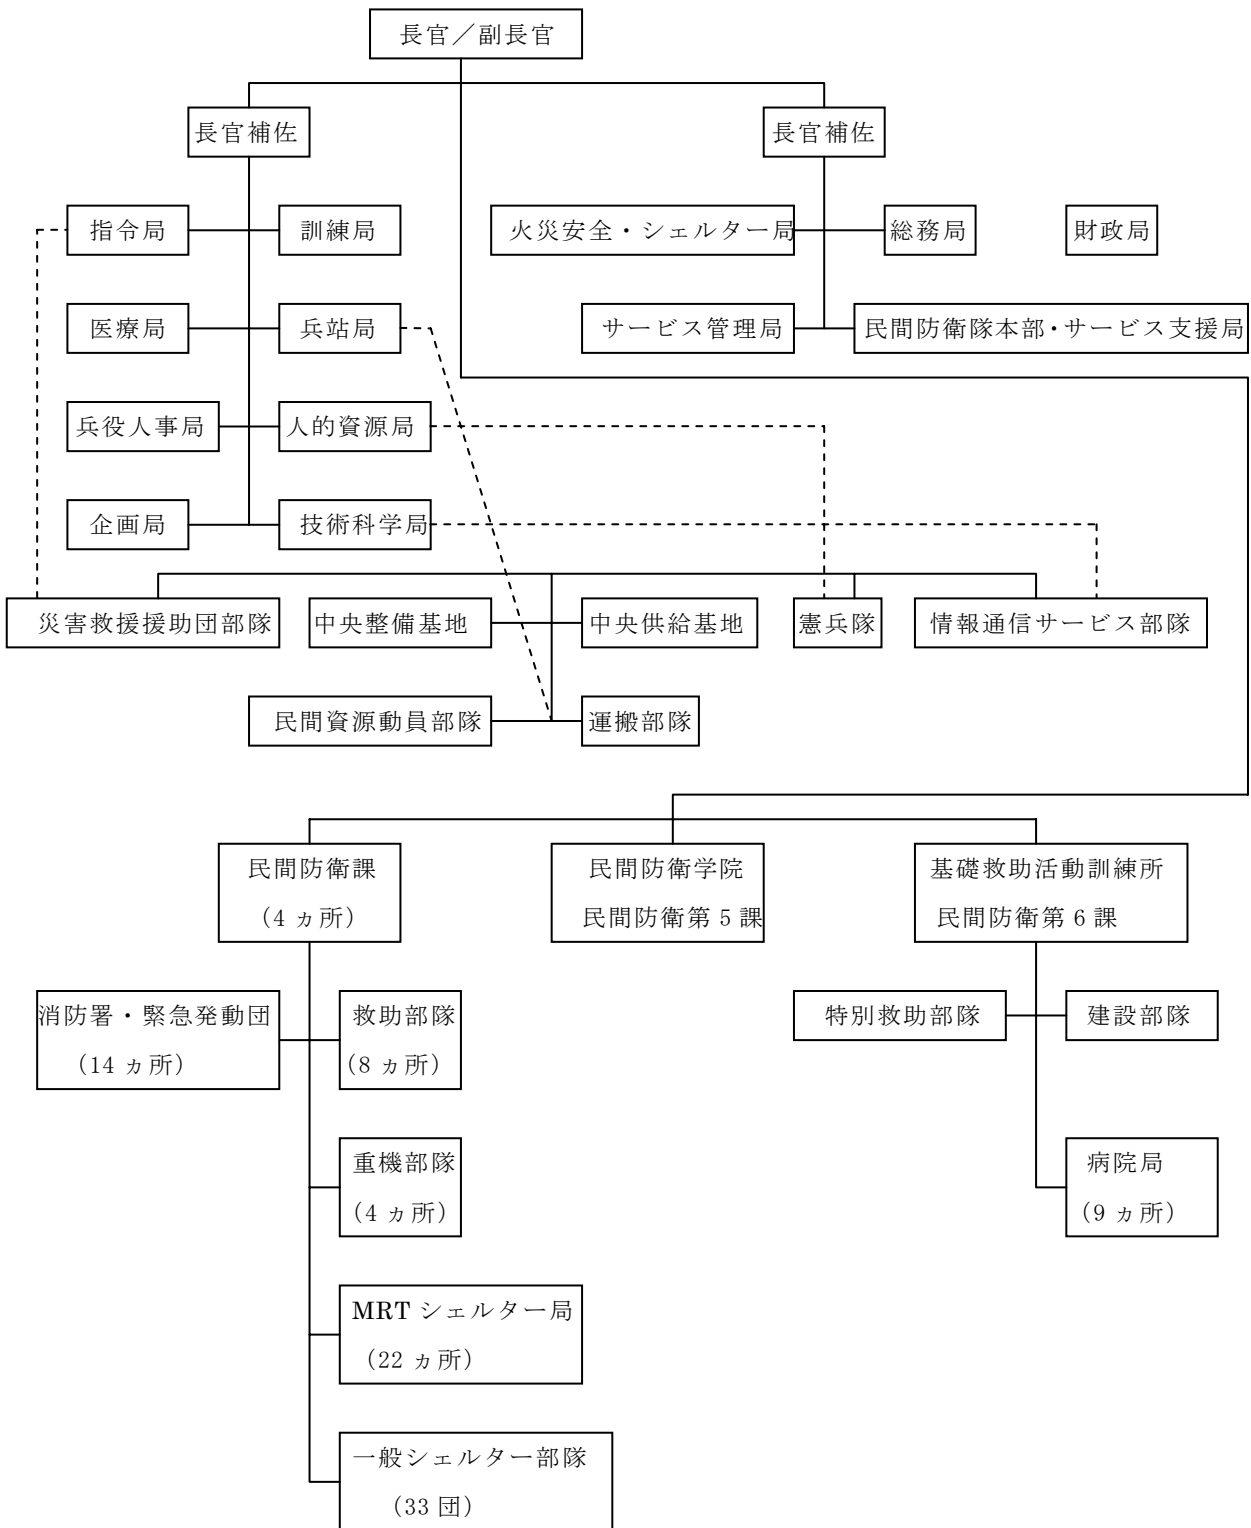 長官／副長官
長官補佐
長官補佐
指令局
訓練局
火災安全・シェルター局
総務局
財政局
医療局
兵站局
サービス管理局
民間防衛隊本部・サービス支援局
兵役人事局
人的資源局
企画局
技術科学局
災害救援援助団部隊
中央整備基地
中央供給基地
憲兵隊
情報通信サービス部隊
民間資源動員部隊
運搬部隊
民間防衛課
（4 ヵ所）
民間防衛学院
民間防衛第 5 課
基礎救助活動訓練所
民間防衛第 6 課
消防署・緊急発動団
（14 ヵ所）
救助部隊
（8 ヵ所）
特別救助部隊
建設部隊
重機部隊
（4 ヵ所）
病院局
（9 ヵ所）
MRT シェルター局
（22 ヵ所）
一般シェルター部隊
（33 団）